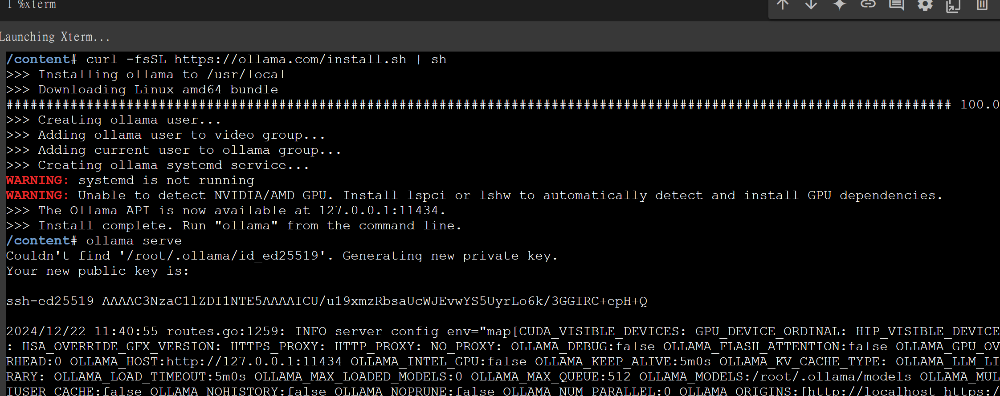 1 %xterm
Launching Xterm...
/content# curl -fsSL https://ollama.com/install.sh | sh
>>> Installing ollama to /usr/local
>>> Downloading Linux amd64 bundle
###################################################################################################################### 100.0
>>> Creating ollama user...
>>> Adding ollama user to video group...
>>> Adding current user to ollama group...
>>> Creating ollama systemd service...
WARNING: systemd is not running
WARNING: Unable to detect NVIDIA/AMD GPU. Install lspci or lshw to automatically detect and install GPU dependencies.
>>> The Ollama API is now available at 127.0.0.1:11434.
>>> Install complete. Run "ollama" from the command line.
/content# ollama serve
Couldn't find '/root/.ollama/id_ed25519'. Generating new private key.
Your new public key is:
ssh-ed25519 AAAAC3NzaC1lZDI1NTE5AAAAICU/u19xmzRbsaUcWJEvwYS5UyrLo6k/3GGIRC+epH+Q
2024/12/22 11:40:55 routes.go:1259: INFO server config env="map[CUDA_VISIBLE_DEVICES: GPU_DEVICE_ORDINAL: HIP_VISIBLE_DEVICE
: HSA_OVERRIDE_GFX_VERSION: HTTPS_PROXY: HTTP_PROXY: NO_PROXY: OLLAMA_DEBUG:false OLLAMA_FLASH_ATTENTION:false OLLAMA_GPU_OV
RHEAD:0 OLLAMA_HOST:http://127.0.0.1:11434 OLLAMA_INTEL_GPU:false OLLAMA_KEEP_ALIVE:5m0s OLLAMA_KV_CACHE_TYPE: OLLAMA_LLM_LI
RARY: OLLAMA_LOAD_TIMEOUT:5m0s OLLAMA_MAX_LOADED_MODELS:0 OLLAMA_MAX_QUEUE:512 OLLAMA_MODELS:/root/.ollama/models OLLAMA_MUL
IUSER_CACHE:false OLLAMA_NOHISTORY:false OLLAMA_NOPRUNE:false OLLAMA_NUM_PARALLEL:0 OLLAMA_ORIGINS:[http://localhost https:/